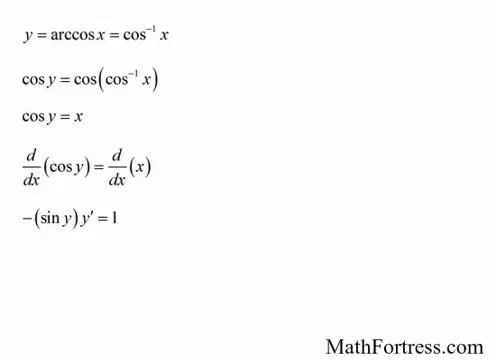 y = arccos x = cos⁻¹ x
cos y = cos(cos⁻¹ x)
cos y = x
d/dx (cos y) = d/dx (x)
−(sin y) y′ = 1
MathFortress.com